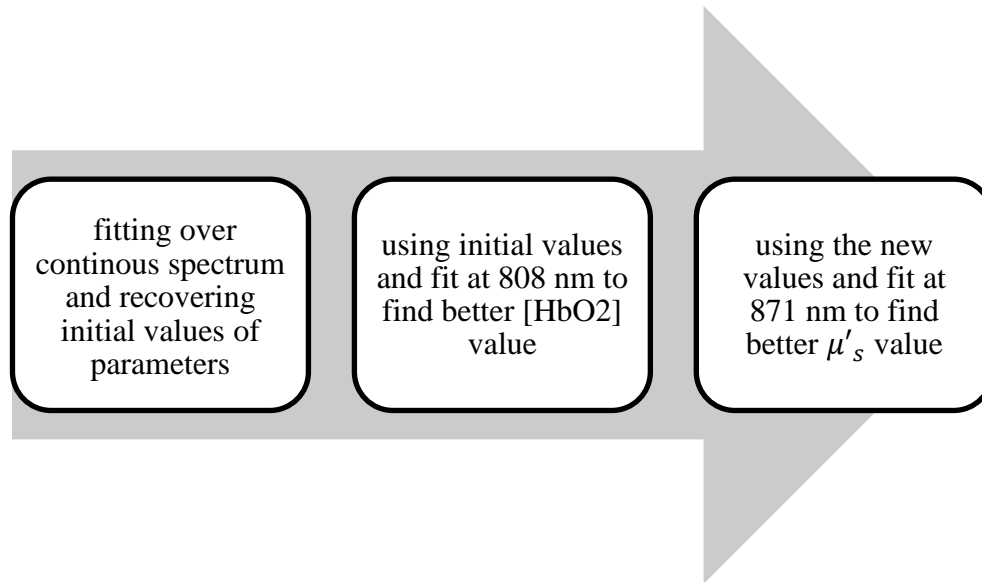 fitting over
continous spectrum
and recovering
initial values of
parameters
using initial values
and fit at 808 nm to
find better [HbO2]
value
using the new
values and fit at
871 nm to find
better μ′ₛ value